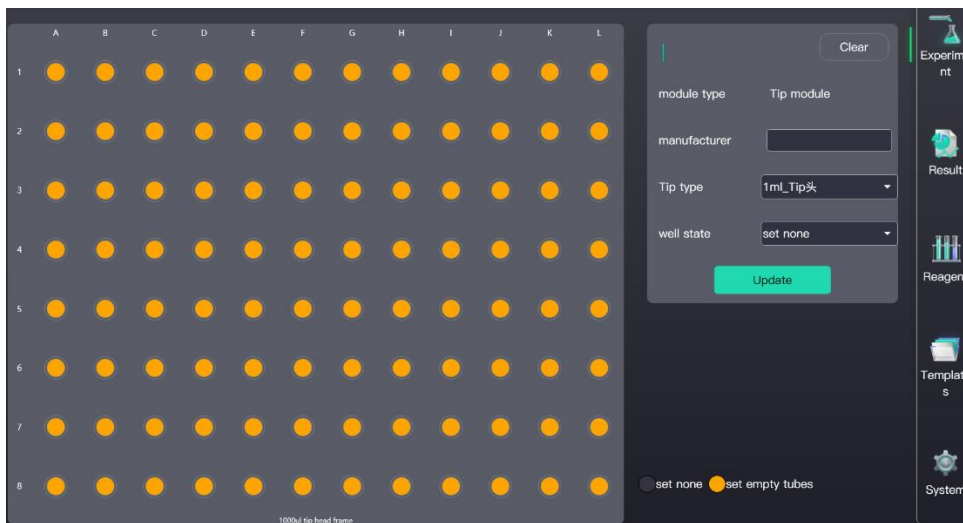 A B C D E F G H I J K L
1
2
3
4
5
6
7
8
1000ul tip head frame
Clear
module type Tip module
manufacturer
Tip type 1ml_Tip头
well state set none
Update
set none set empty tubes
Experim
nt
Result
Reagen
Templat
s
System